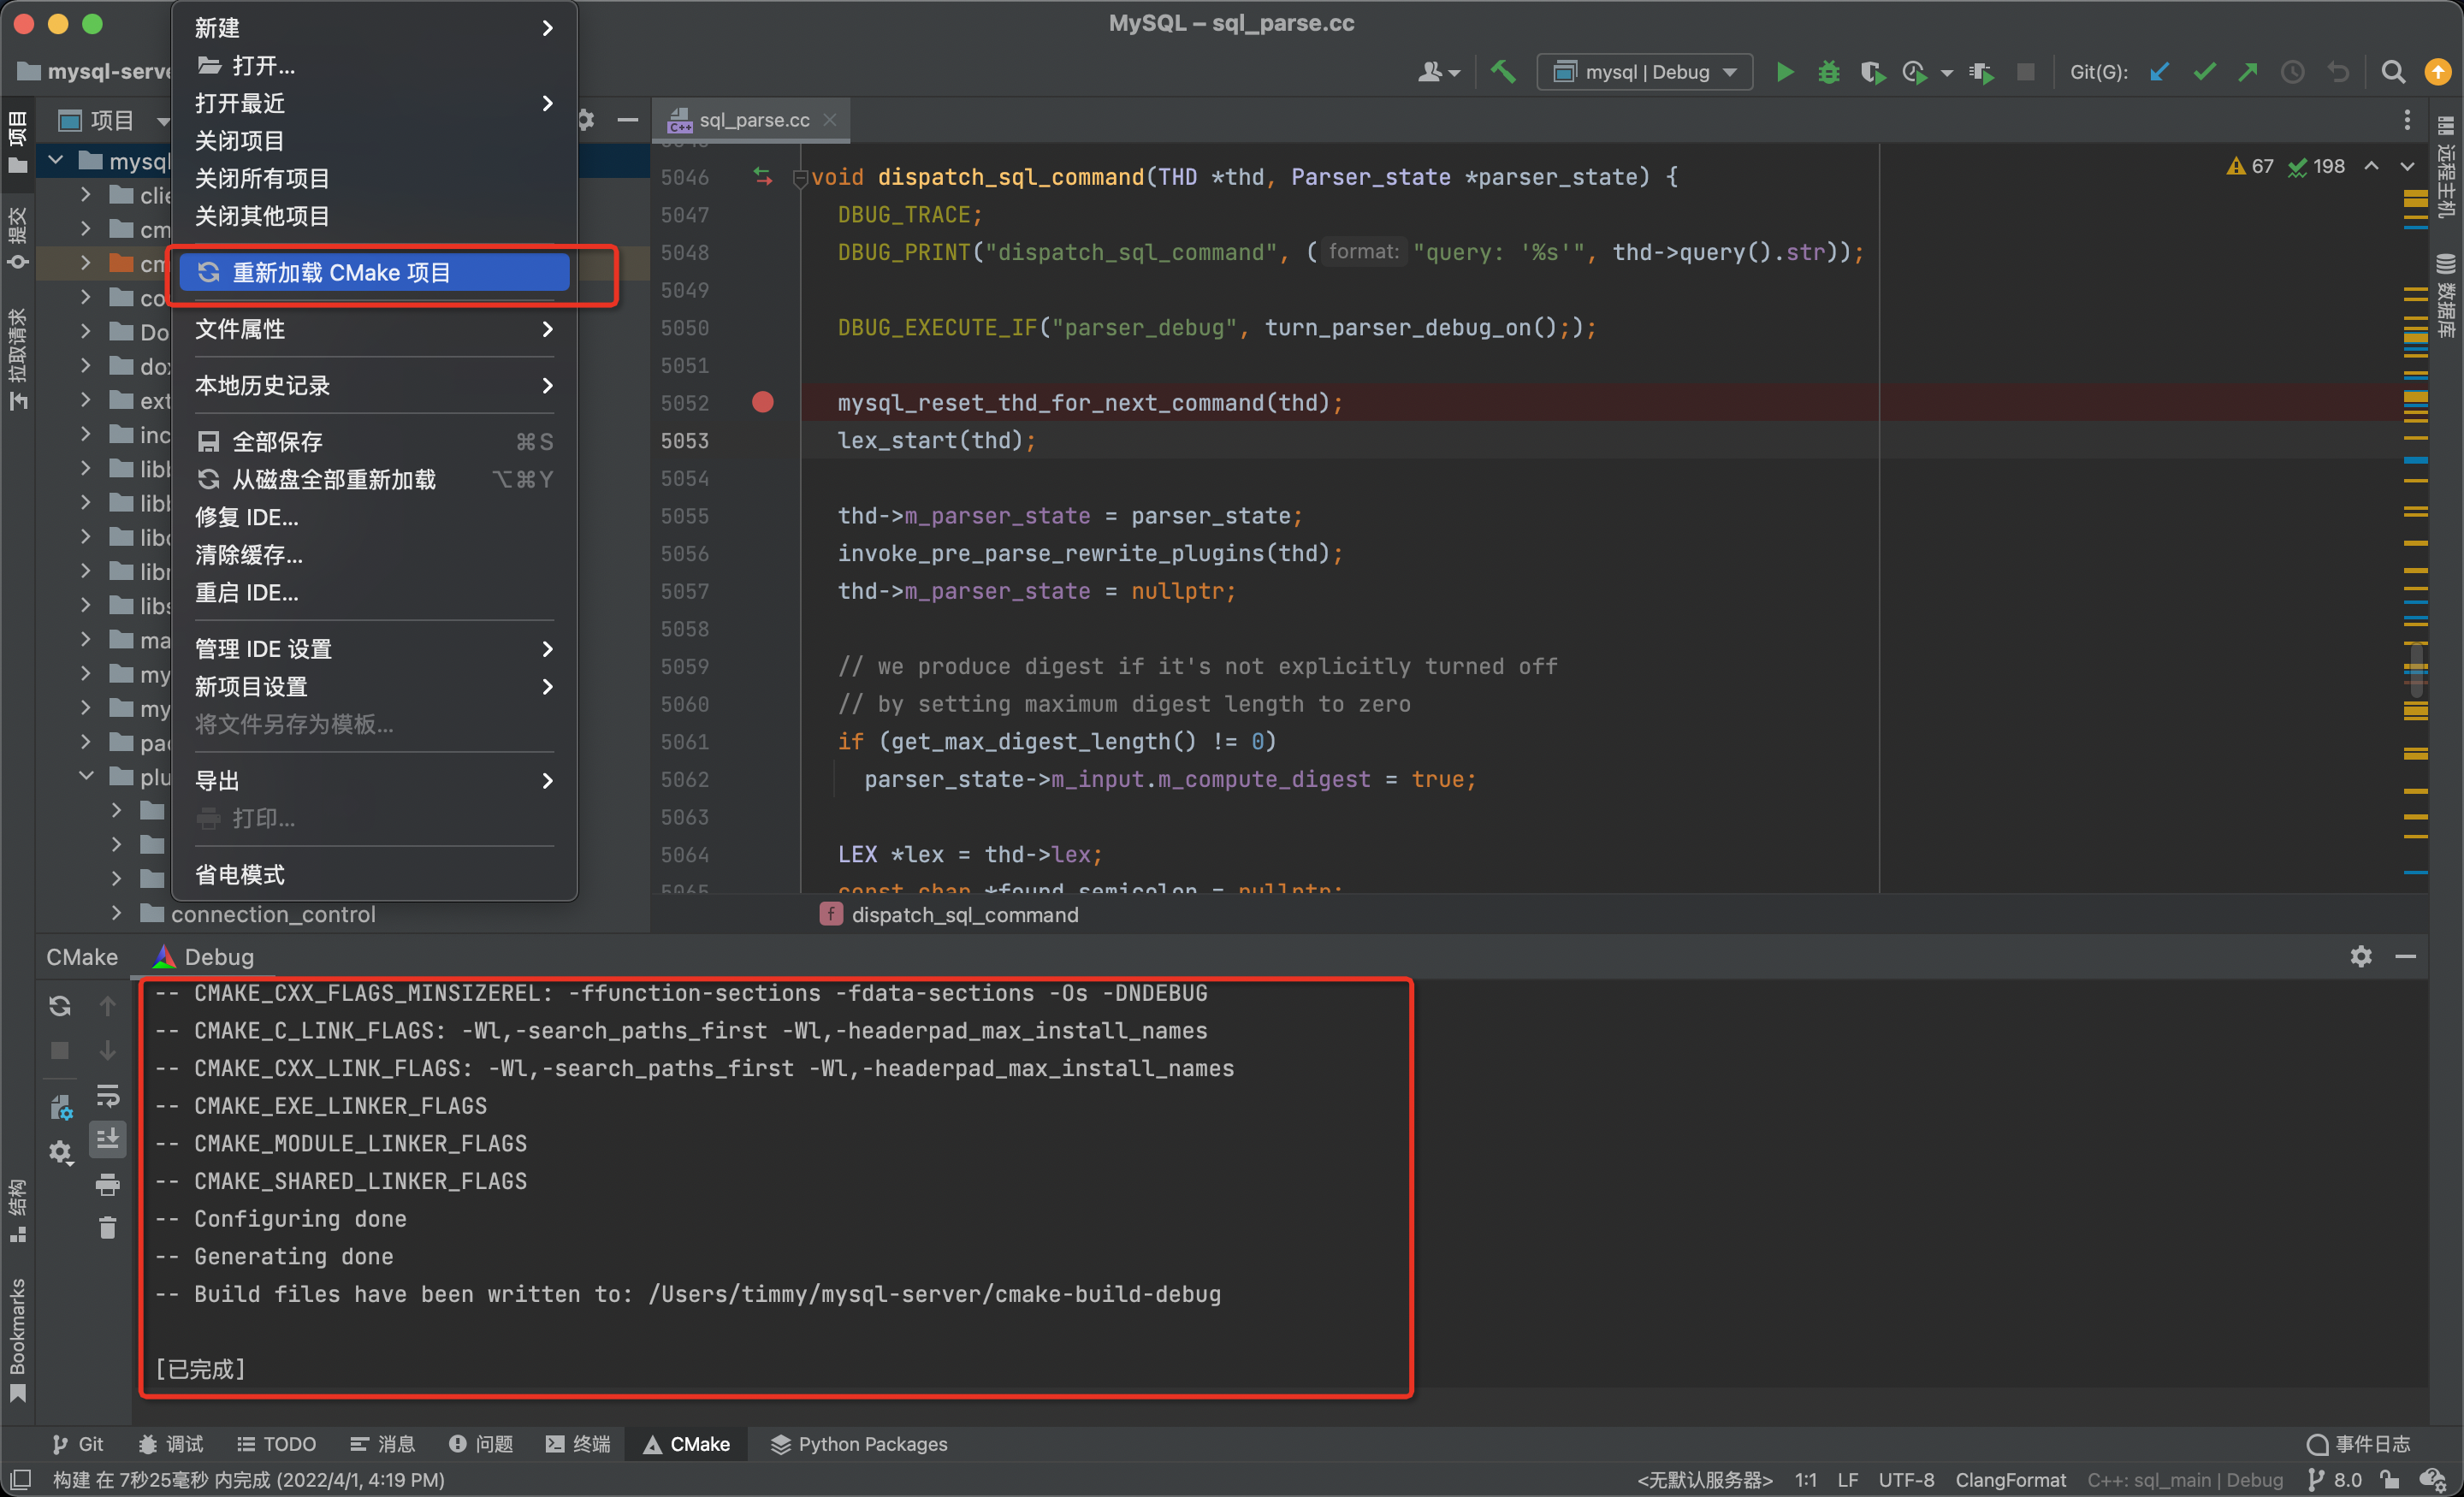 MySQL – sql_parse.cc
mysql-serve
mysql | Debug
Git(G):
项目
sql_parse.cc
新建
打开...
打开最近
关闭项目
关闭所有项目
关闭其他项目
重新加载 CMake 项目
文件属性
本地历史记录
全部保存 ⌘S
从磁盘全部重新加载 ⌥⌘Y
修复 IDE...
清除缓存...
重启 IDE...
管理 IDE 设置
新项目设置
将文件另存为模板...
导出
打印...
省电模式
项目
提交
拉取请求
结构
Bookmarks
mysql
clie
cm
cm
co
Do
dox
ext
inc
libb
libb
libc
libr
libs
ma
my
my
pac
plu
connection_control
67 198
5046 void dispatch_sql_command(THD *thd, Parser_state *parser_state) {
5047 DBUG_TRACE;
5048 DBUG_PRINT("dispatch_sql_command", ( format: "query: '%s'", thd->query().str));
5049
5050 DBUG_EXECUTE_IF("parser_debug", turn_parser_debug_on(););
5051
5052 mysql_reset_thd_for_next_command(thd);
5053 lex_start(thd);
5054
5055 thd->m_parser_state = parser_state;
5056 invoke_pre_parse_rewrite_plugins(thd);
5057 thd->m_parser_state = nullptr;
5058
5059 // we produce digest if it's not explicitly turned off
5060 // by setting maximum digest length to zero
5061 if (get_max_digest_length() != 0)
5062 parser_state->m_input.m_compute_digest = true;
5063
5064 LEX *lex = thd->lex;
5065 const char *found_semicolon = nullptr;
f dispatch_sql_command
远程主机
数据库
CMake Debug
-- CMAKE_CXX_FLAGS_MINSIZEREL: -ffunction-sections -fdata-sections -Os -DNDEBUG
-- CMAKE_C_LINK_FLAGS: -Wl,-search_paths_first -Wl,-headerpad_max_install_names
-- CMAKE_CXX_LINK_FLAGS: -Wl,-search_paths_first -Wl,-headerpad_max_install_names
-- CMAKE_EXE_LINKER_FLAGS
-- CMAKE_MODULE_LINKER_FLAGS
-- CMAKE_SHARED_LINKER_FLAGS
-- Configuring done
-- Generating done
-- Build files have been written to: /Users/timmy/mysql-server/cmake-build-debug
[已完成]
Git 调试 TODO 消息 问题 终端 CMake Python Packages 事件日志
构建 在 7秒25毫秒 内完成 (2022/4/1, 4:19 PM) <无默认服务器> 1:1 LF UTF-8 ClangFormat C++: sql_main | Debug 8.0